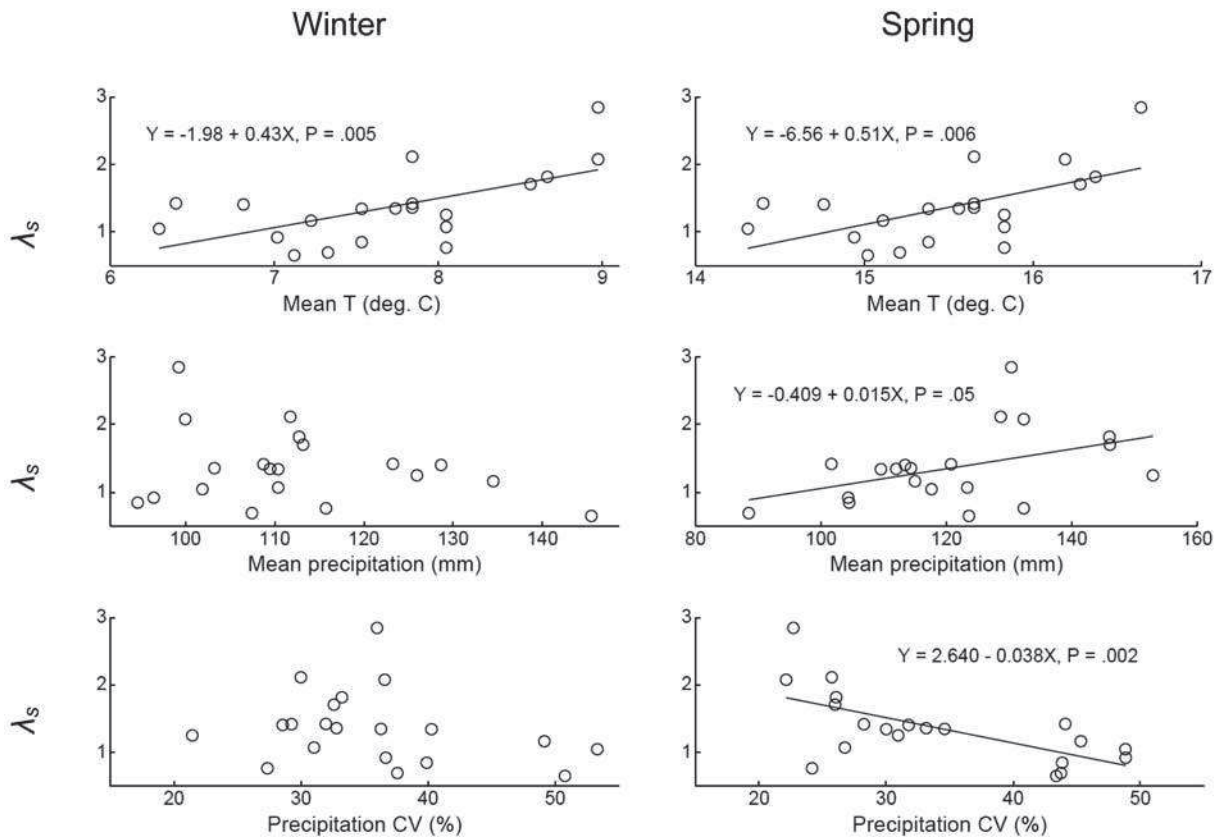 Winter Spring
3 3
Y = -1.98 + 0.43X, P = .005 Y = -6.56 + 0.51X, P = .006
2 2
λs
1 1
6 7 8 9 14 15 16 17
Mean T (deg. C) Mean T (deg. C)
3 3
Y = -0.409 + 0.015X, P = .05
2 2
λs
1 1
100 110 120 130 140 80 100 120 140 160
Mean precipitation (mm) Mean precipitation (mm)
3 3
Y = 2.640 - 0.038X, P = .002
2 2
λs
1 1
20 30 40 50 20 30 40 50
Precipitation CV (%) Precipitation CV (%)